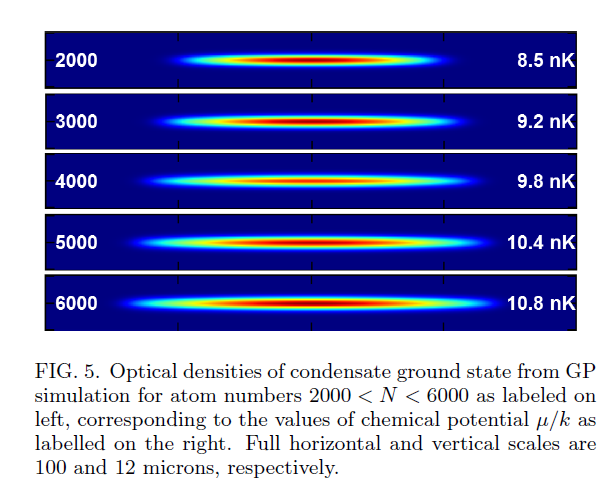 2000 8.5 nK
3000 9.2 nK
4000 9.8 nK
5000 10.4 nK
6000 10.8 nK
FIG. 5. Optical densities of condensate ground state from GP
simulation for atom numbers 2000 < N < 6000 as labeled on
left, corresponding to the values of chemical potential μ/k as
labelled on the right. Full horizontal and vertical scales are
100 and 12 microns, respectively.